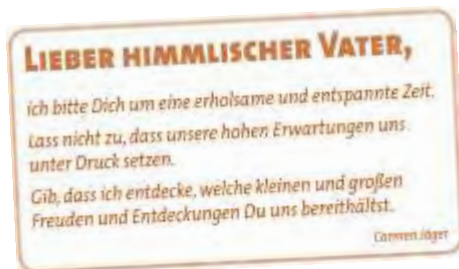 LIEBER HIMMLISCHER VATER,
ich bitte Dich um eine erholsame und entspannte Zeit.
Lass nicht zu, dass unsere hohen Erwartungen uns
unter Druck setzen.
Gib, dass ich entdecke, welche kleinen und großen
Freuden und Entdeckungen Du uns bereithältst.
Carmen Jäger